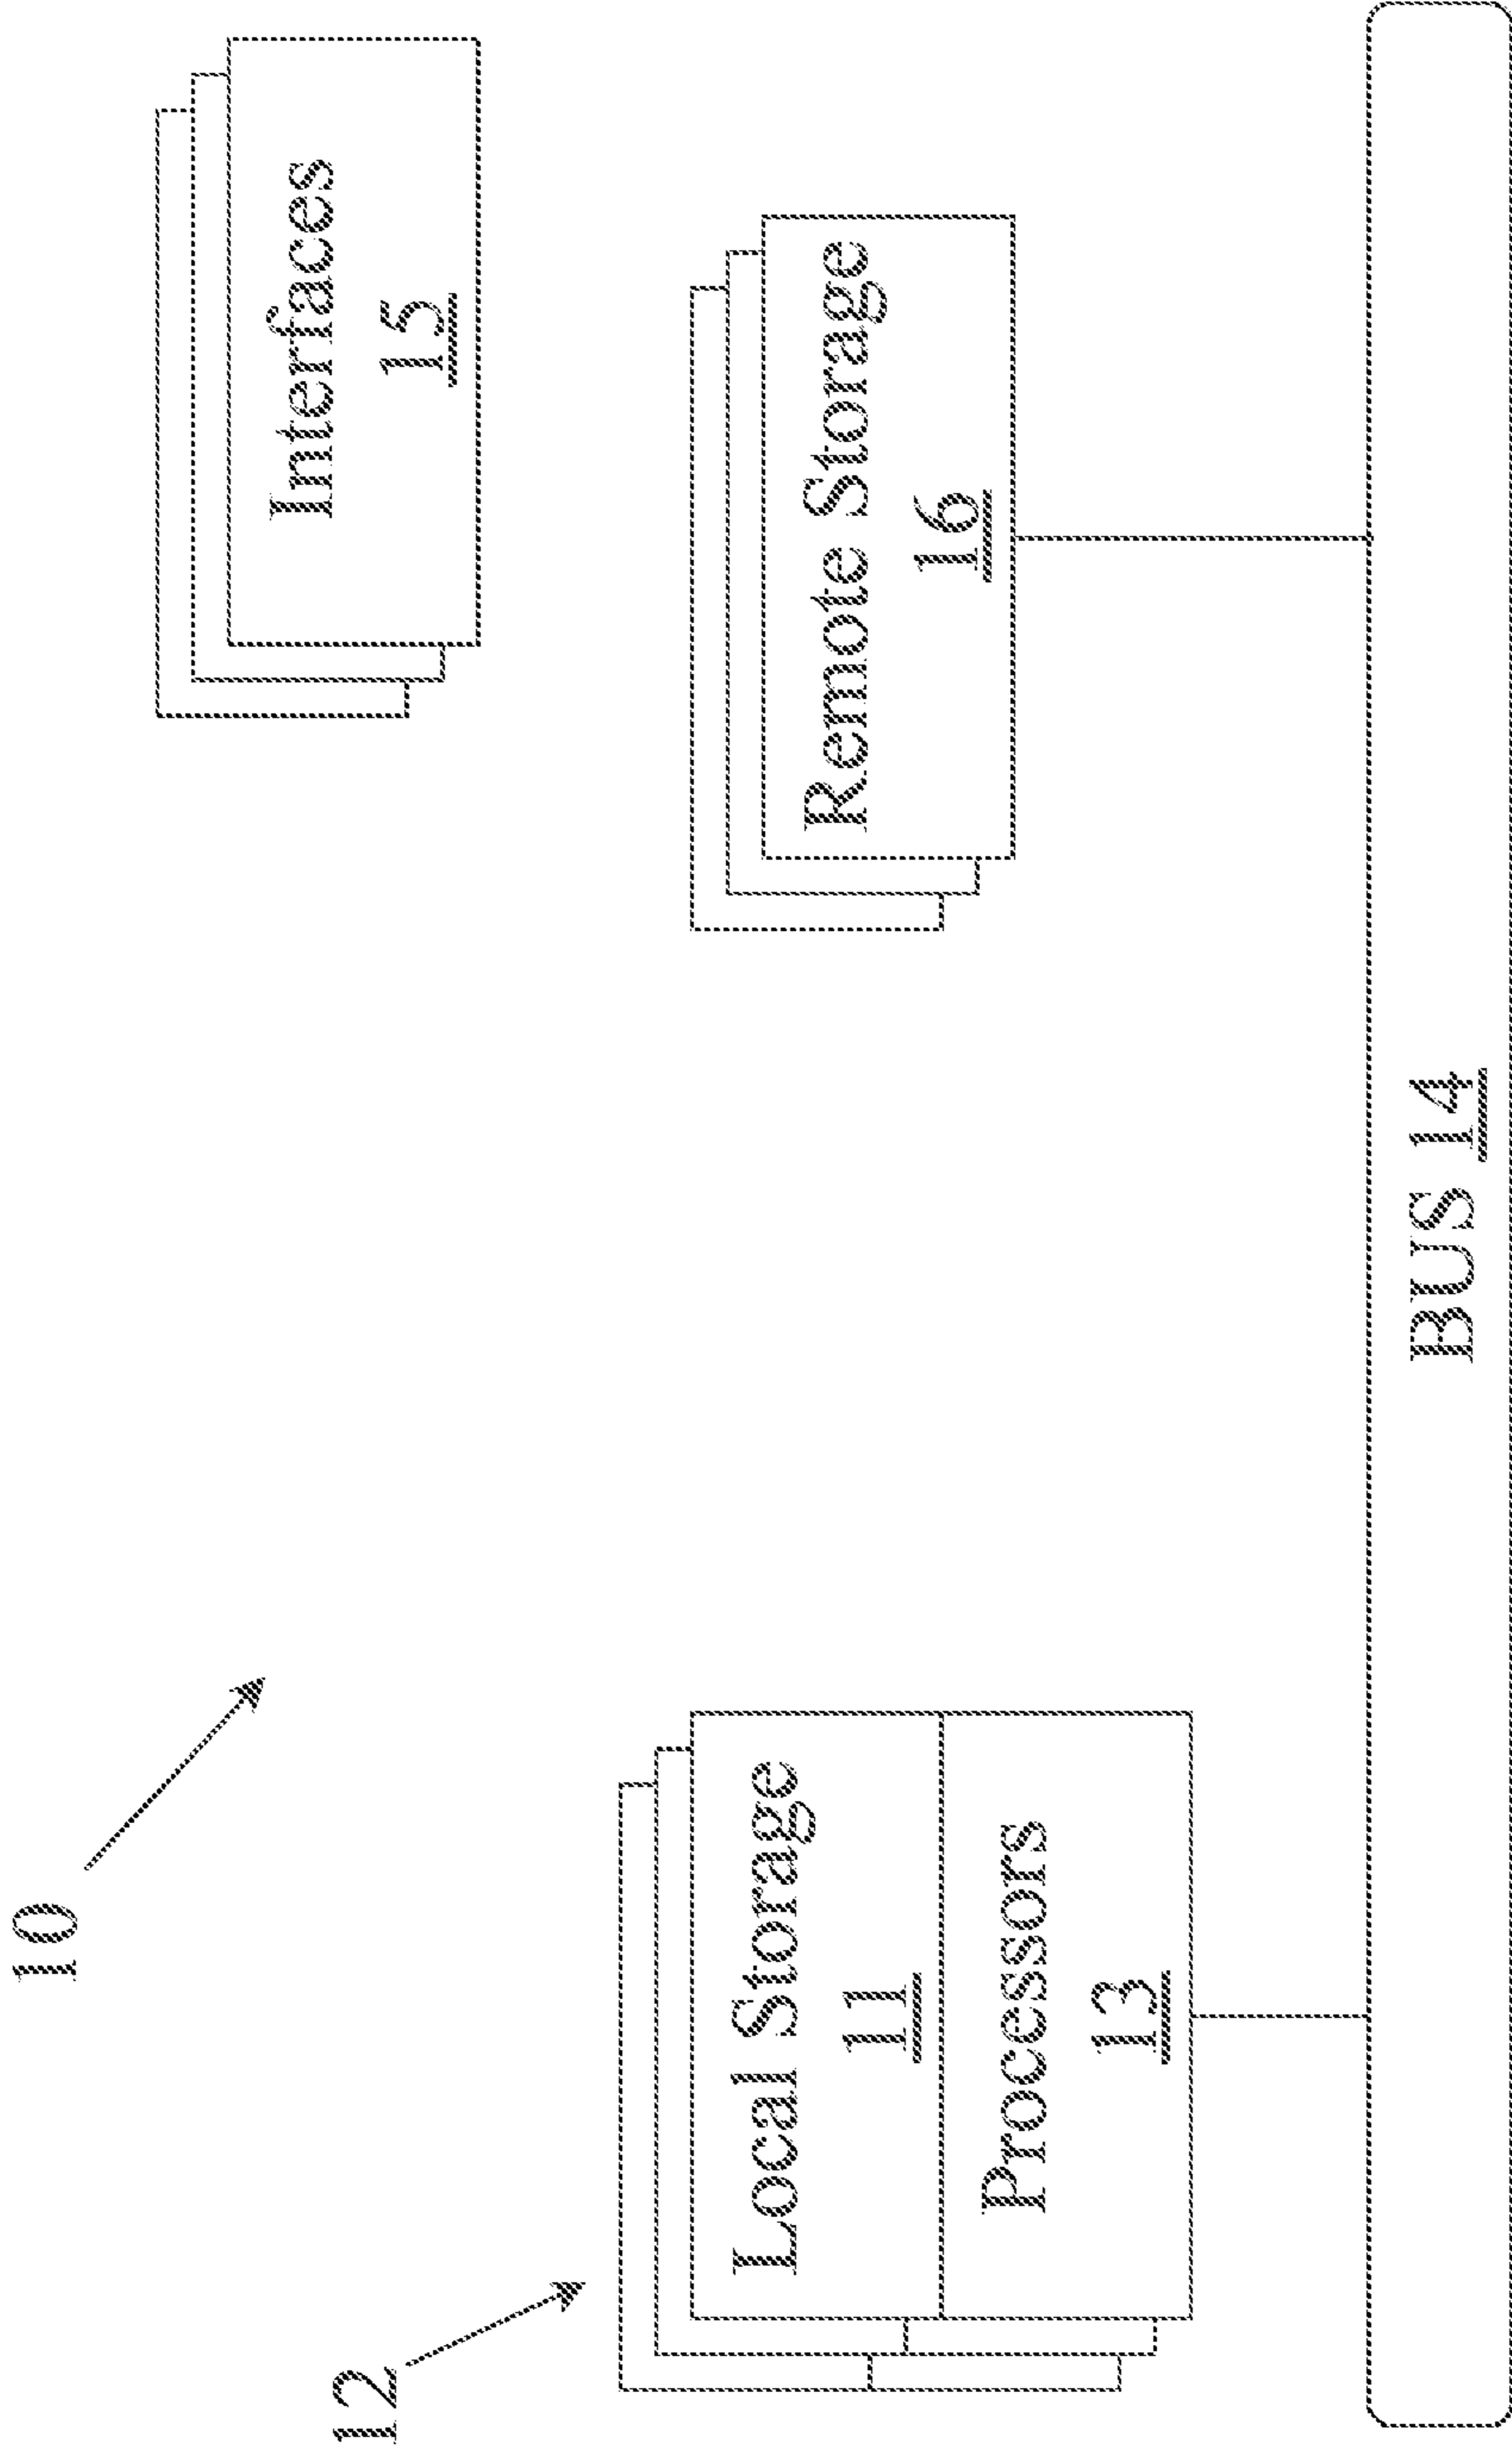 10
Interfaces
15
12
Local Storage
11
Processors
13
Remote Storage
16
BUS 14